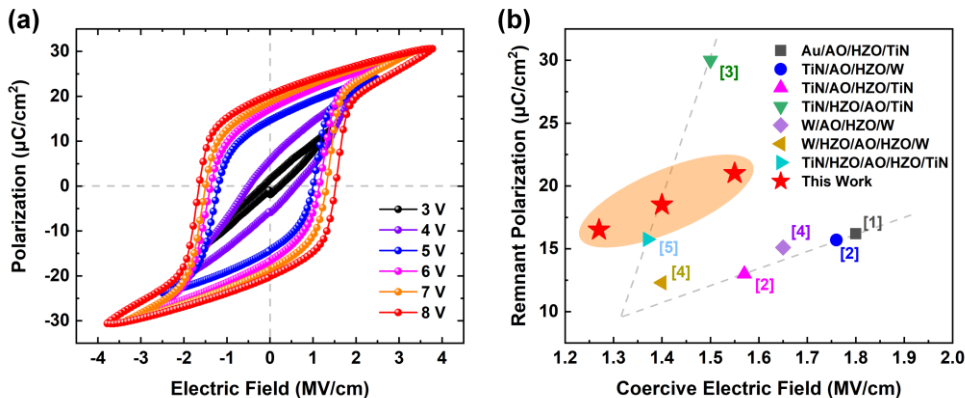 (a)
Polarization (μC/cm²)
30
20
10
0
-10
-20
-30
-4
-3
-2
-1
0
1
2
3
4
Electric Field (MV/cm)
3 V
4 V
5 V
6 V
7 V
8 V
(b)
Remnant Polarization (μC/cm²)
30
25
20
15
10
1.2
1.3
1.4
1.5
1.6
1.7
1.8
1.9
2.0
Coercive Electric Field (MV/cm)
Au/AO/HZO/TiN
TiN/AO/HZO/W
TiN/AO/HZO/TiN
TiN/HZO/AO/TiN
W/AO/HZO/W
W/HZO/AO/HZO/W
TiN/HZO/AO/HZO/TiN
This Work
[3]
[1]
[4]
[2]
[5]
[4]
[2]